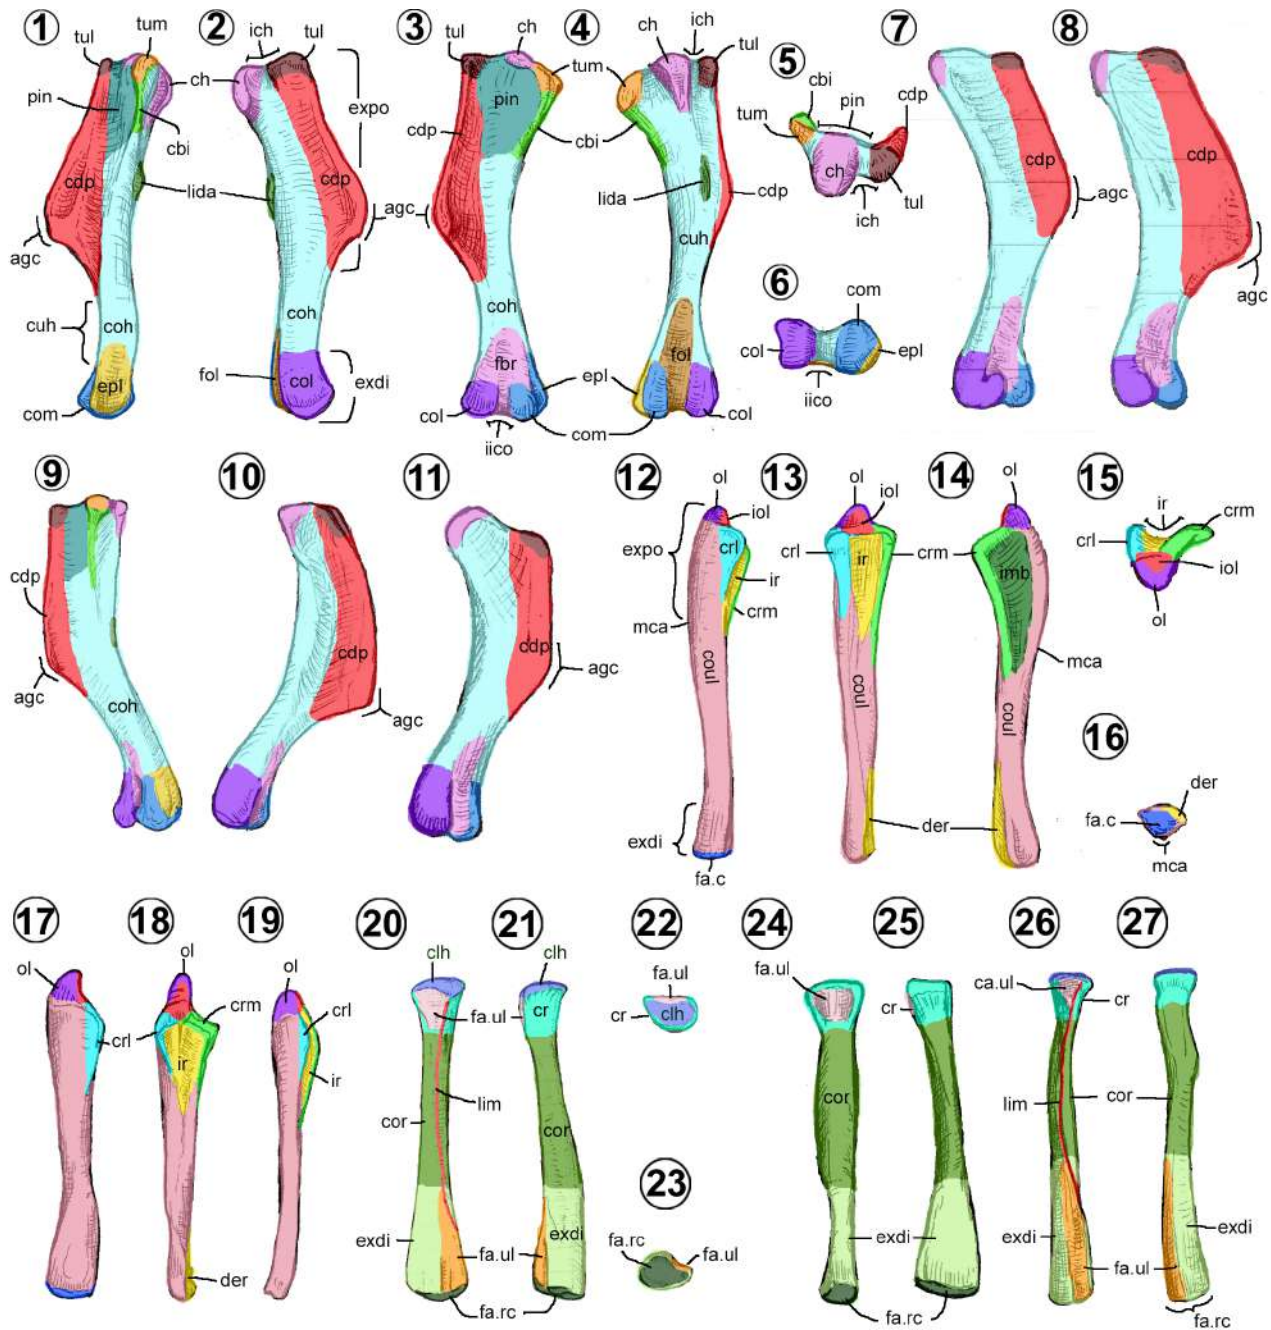 1 2 3 4 5 6 7 8
tul tum ich tul tul ch ch ich tul
pin ch expo pin tum cbi pin cdp
cbi cdp cbi tum ch
cdp lida cdp lida cdp cdp cdp
agc agc cuh ich tul agc
cuh coh coh coh com agc
epl fol col fbr fol epl col epl
com exdi col iico com col iico
9 10 11 12 13 14 15 16
ol ol ol ir
iol iol crm
expo crl crl ir crm imb crl iol
cdp ir ol
crm
mca mca
cdp cdp agc coul coul coul
agc coh agc
der
exdi der fa.c
fa.c mca
17 18 19 20 21 22 23 24 25 26 27
ol ol ol clh clh fa.ul fa.ul ca.ul
crm crl fa.ul cr cr clh cr cr
crl ir ir
lim cor lim cor
cor cor
fa.rc fa.ul
exdi exdi exdi exdi exdi
der fa.ul fa.ul
fa.rc fa.rc fa.rc